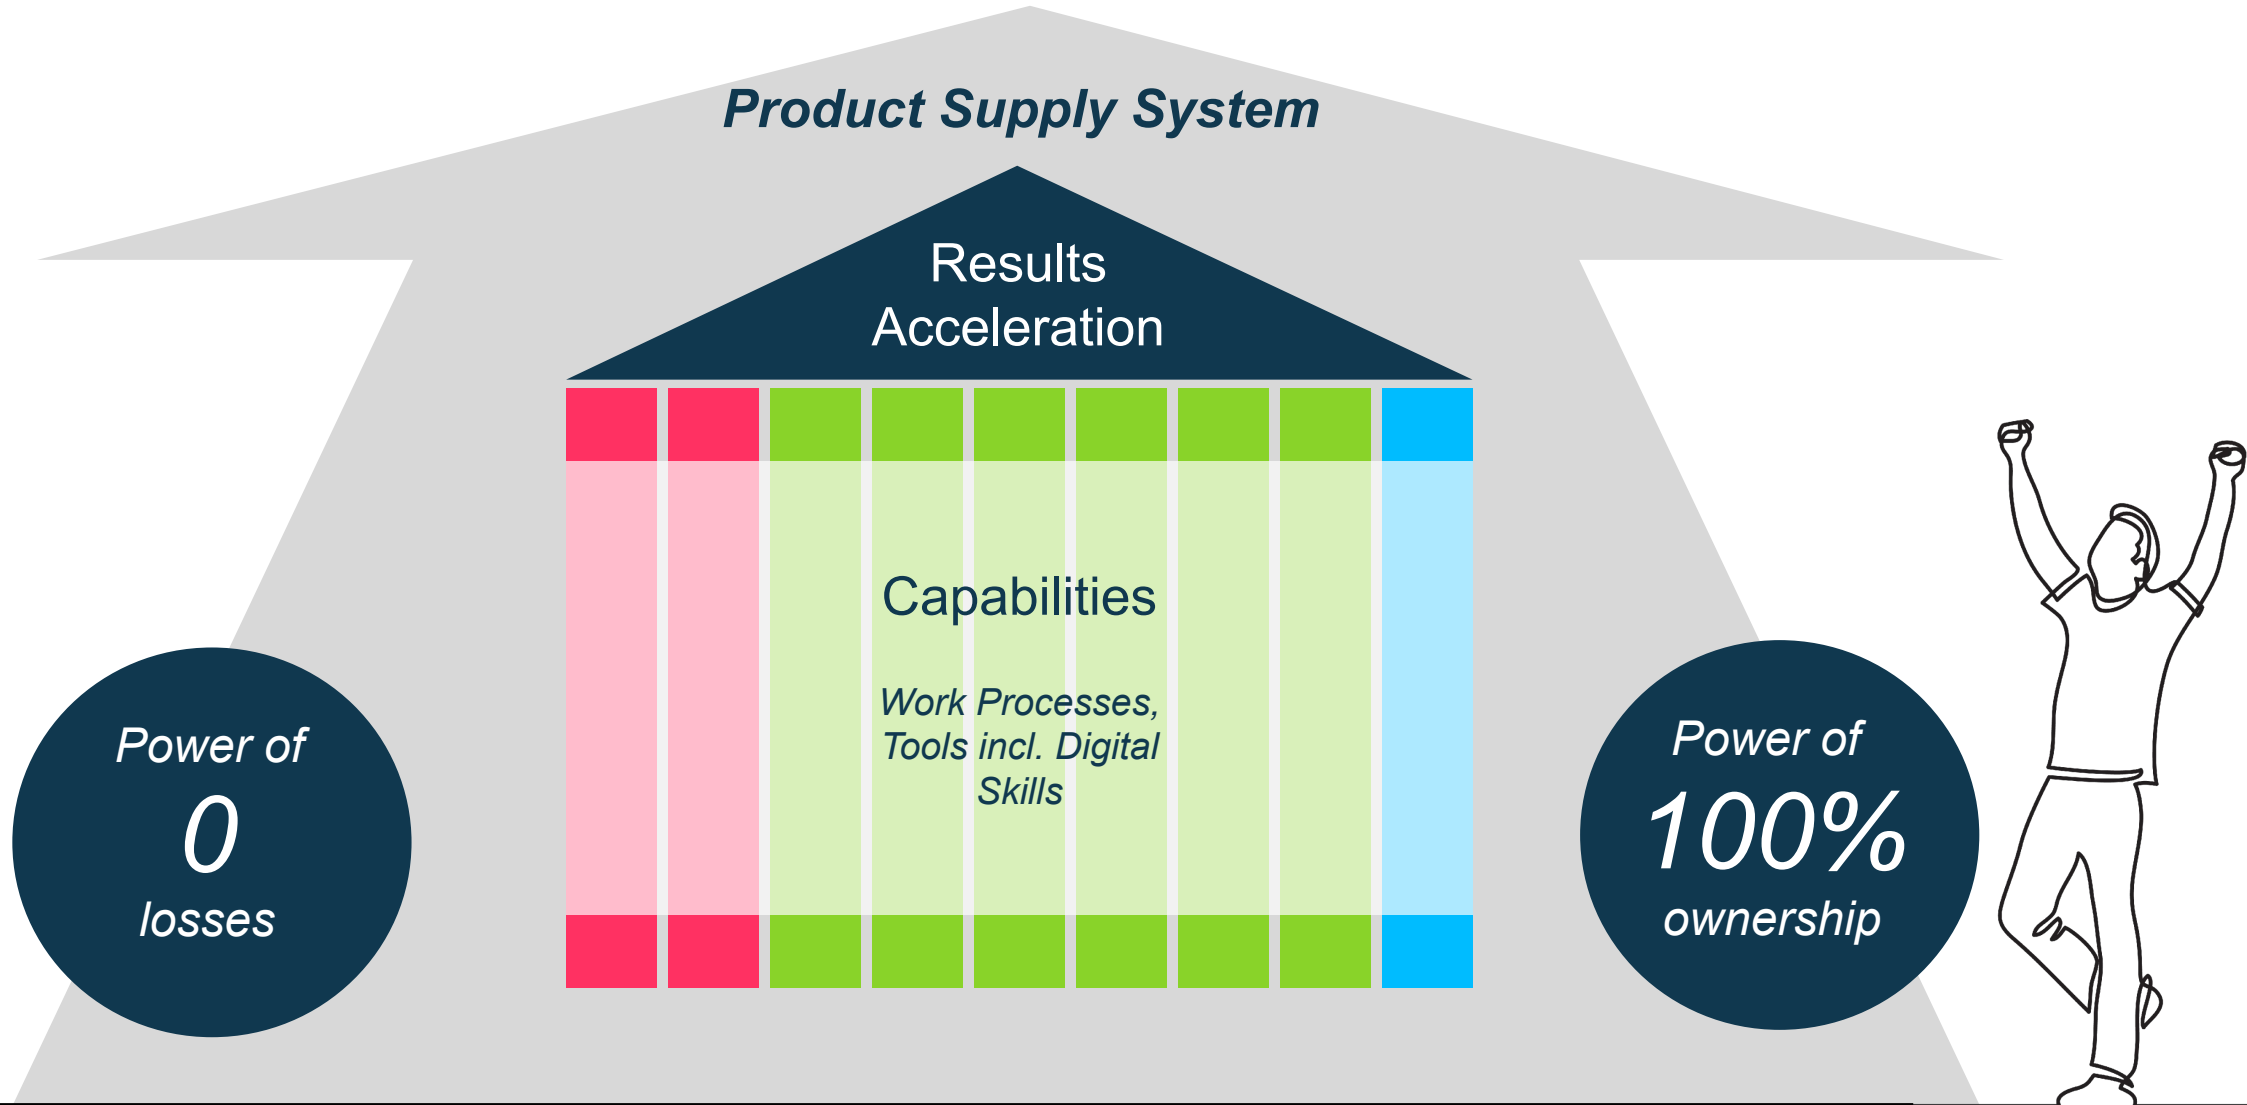 Product Supply System
Results
Acceleration
Capabilities
Work Processes,
Tools incl. Digital
Skills
Power of
0
losses
Power of
100%
ownership